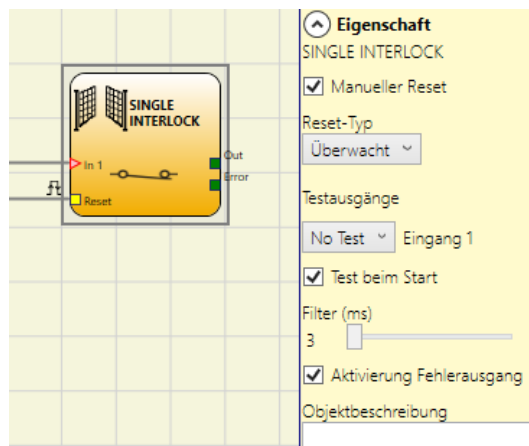 SINGLE
INTERLOCK
In 1
Reset
Out
Error
Eigenschaft
SINGLE INTERLOCK
Manueller Reset
Reset-Typ
Überwacht
Testausgänge
No Test Eingang 1
Test beim Start
Filter (ms)
3
Aktivierung Fehlerausgang
Objektbeschreibung